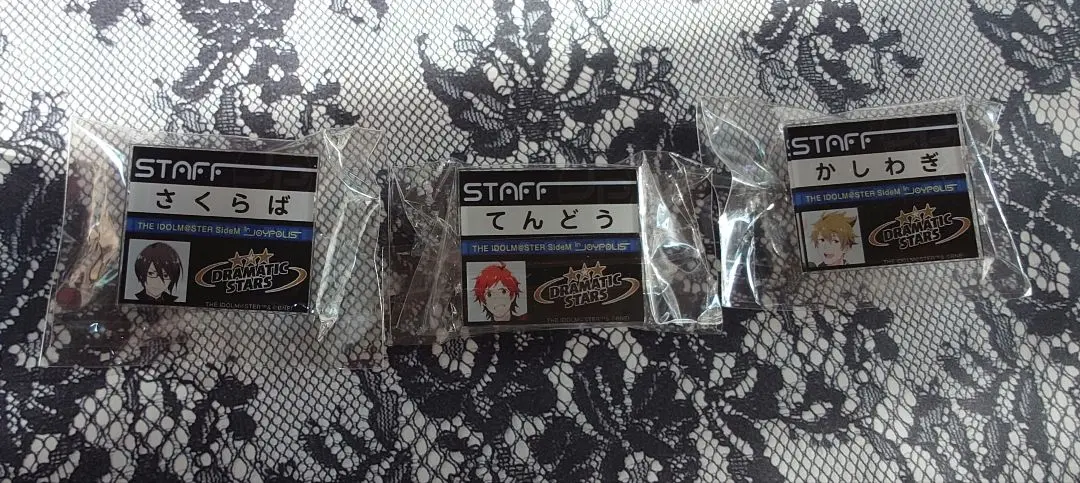 STAFF
さくらば
THE IDOLM@STER SideM in JOYPOLIS
DRAMATIC
STARS
STAFF
てんどう
THE IDOLM@STER SideM in JOYPOLIS
DRAMATIC
STARS
STAFF
かしわぎ
THE IDOLM@STER SideM in JOYPOLIS
DRAMATIC
STARS